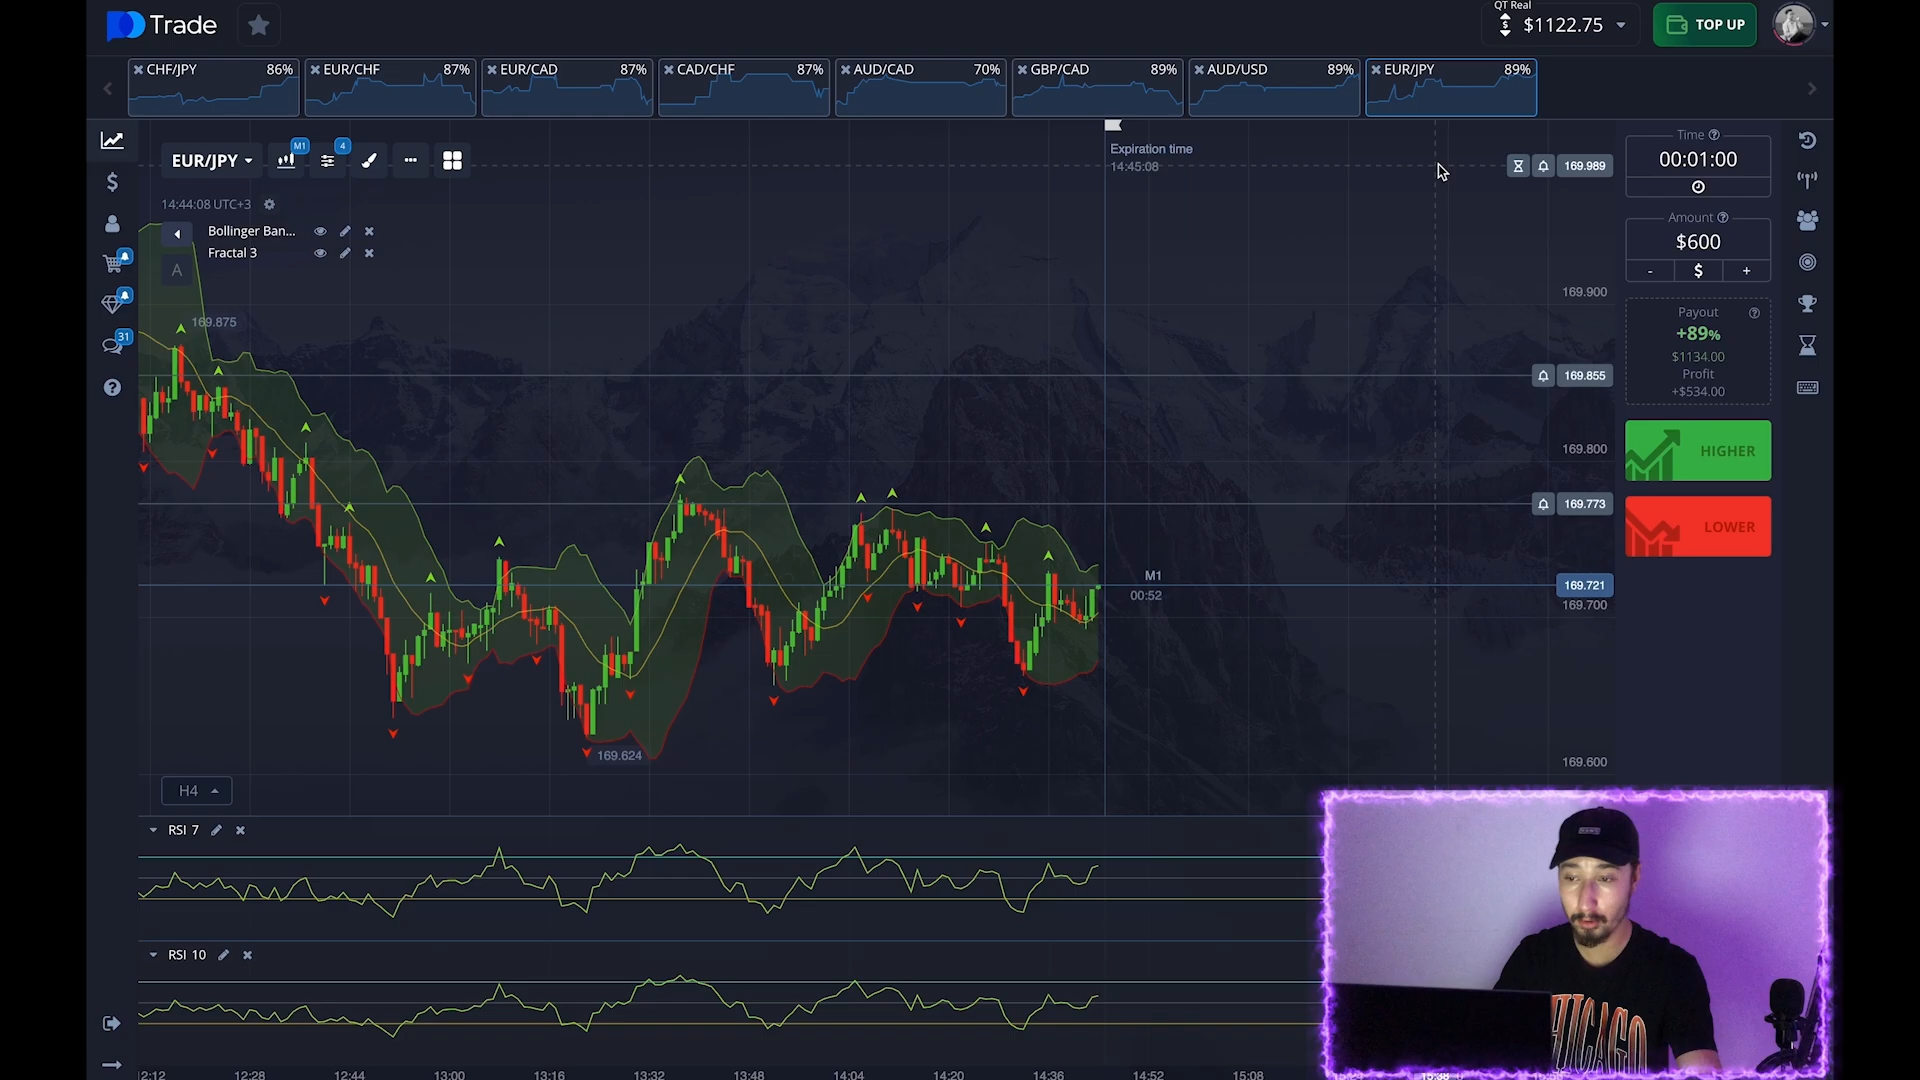 Trade
QT Real
$1122.75
TOP UP
CHF/JPY 86%
EUR/CHF 87%
EUR/CAD 87%
CAD/CHF 87%
AUD/CAD 70%
GBP/CAD 89%
AUD/USD 89%
EUR/JPY 89%
EUR/JPY
M1
4
Expiration time
14:45:08
169.989
Time
00:01:00
14:44:08 UTC+3
Bollinger Ban...
Fractal 3
A
31
Amount
$600
- $ +
Payout
+89%
$1134.00
Profit
+$534.00
HIGHER
LOWER
169.900
169.875
169.855
169.800
169.773
M1
00:52
169.721
169.700
169.624
169.600
H4
RSI 7
RSI 10
CHICAGO
2:12 12:28 12:44 13:00 13:16 13:32 13:48 14:04 14:20 14:36 14:52 15:08